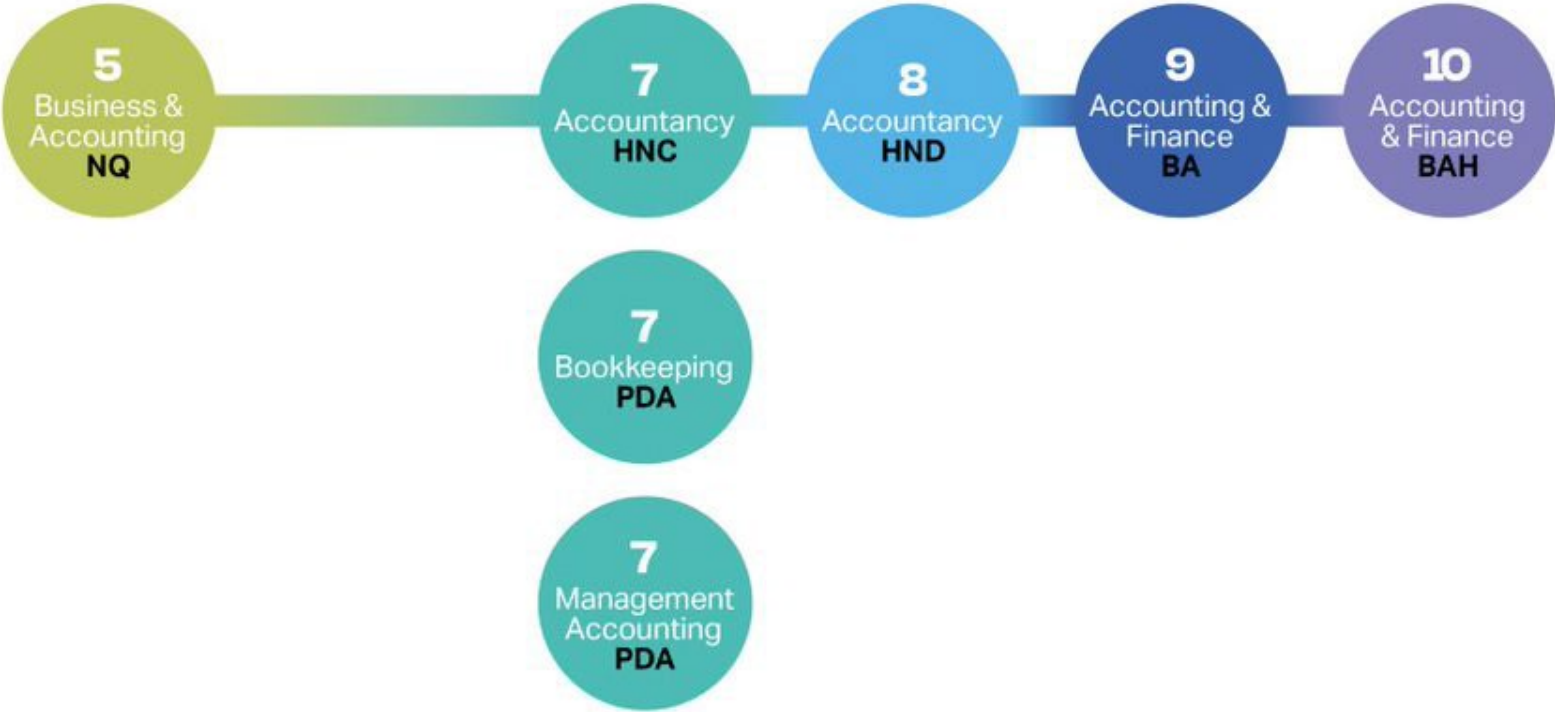 5
Business &
Accounting
NQ
7
Accountancy
HNC
8
Accountancy
HND
9
Accounting &
Finance
BA
10
Accounting
& Finance
BAH
7
Bookkeeping
PDA
7
Management
Accounting
PDA